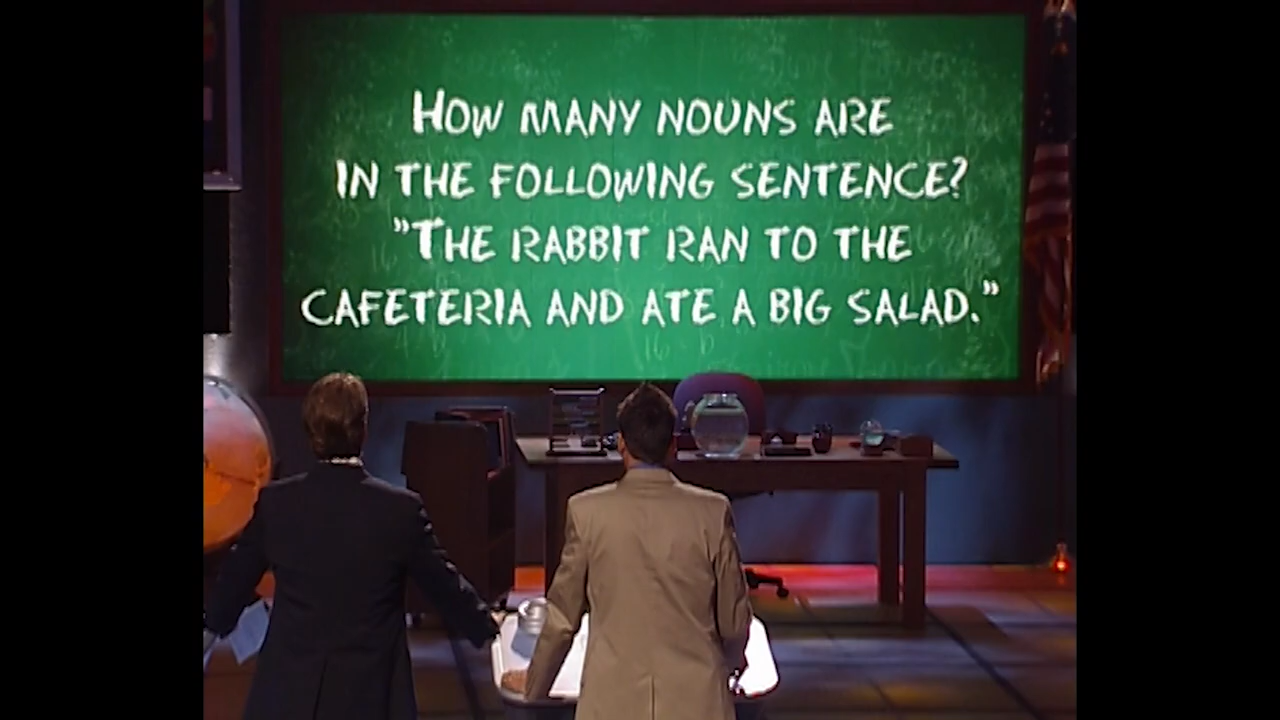 HOW MANY NOUNS ARE
IN THE FOLLOWING SENTENCE?
"THE RABBIT RAN TO THE
CAFETERIA AND ATE A BIG SALAD."